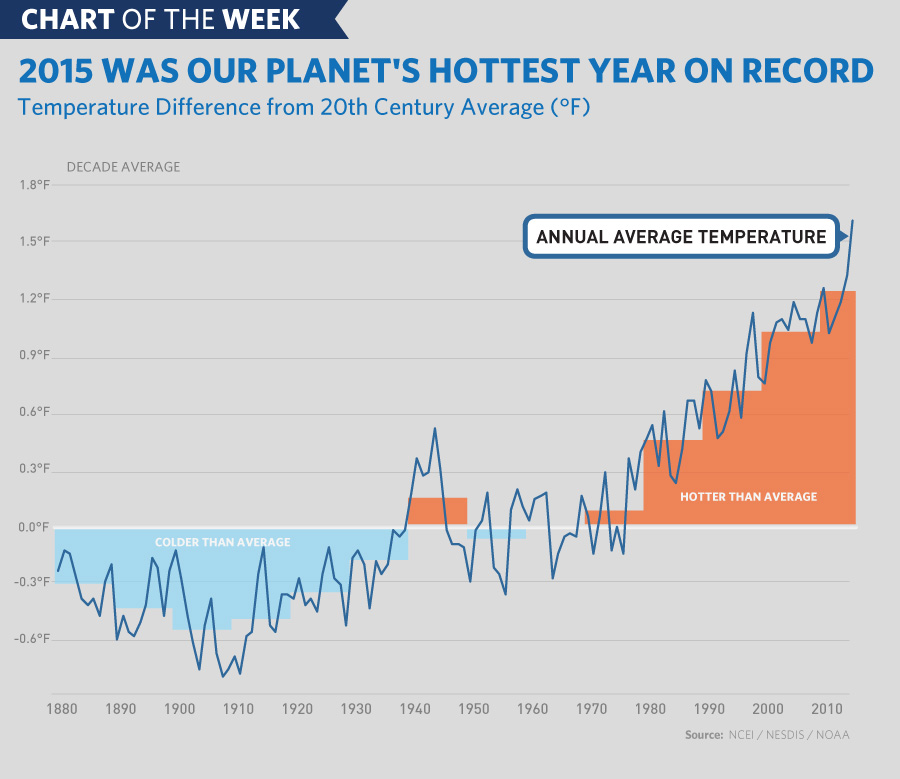 CHART OF THE WEEK
2015 WAS OUR PLANET'S HOTTEST YEAR ON RECORD
Temperature Difference from 20th Century Average (°F)
DECADE AVERAGE
1.8°F
1.5°F
ANNUAL AVERAGE TEMPERATURE
1.2°F
0.9°F
0.6°F
0.3°F
HOTTER THAN AVERAGE
0.0°F
COLDER THAN AVERAGE
-0.3°F
-0.6°F
1880 1890 1900 1910 1920 1930 1940 1950 1960 1970 1980 1990 2000 2010
Source: NCEI / NESDIS / NOAA